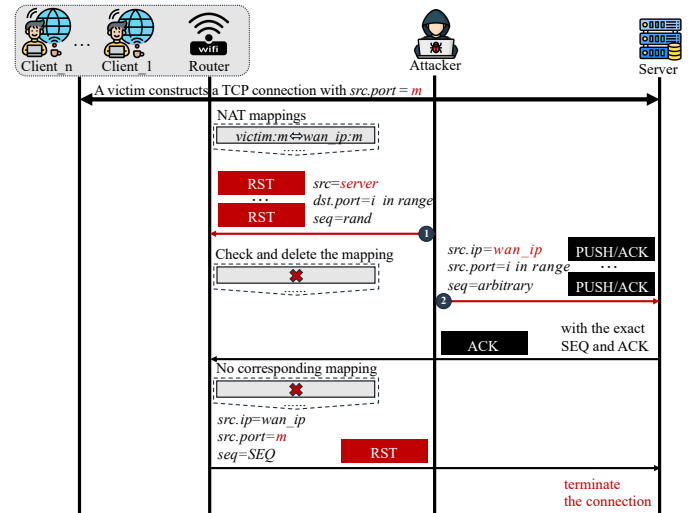 wifi
Client_n
...
Client_1
Router
Attacker
Server
A victim constructs a TCP connection with src.port = m
NAT mappings
victim:m⇔wan_ip:m
......
RST
src=server
...
dst.port=i in range
RST
seq=rand
1
Check and delete the mapping
......
src.ip=wan_ip
PUSH/ACK
src.port=i in range
...
seq=arbitrary
PUSH/ACK
2
with the exact
ACK
SEQ and ACK
No corresponding mapping
......
src.ip=wan_ip
src.port=m
seq=SEQ
RST
terminate
the connection